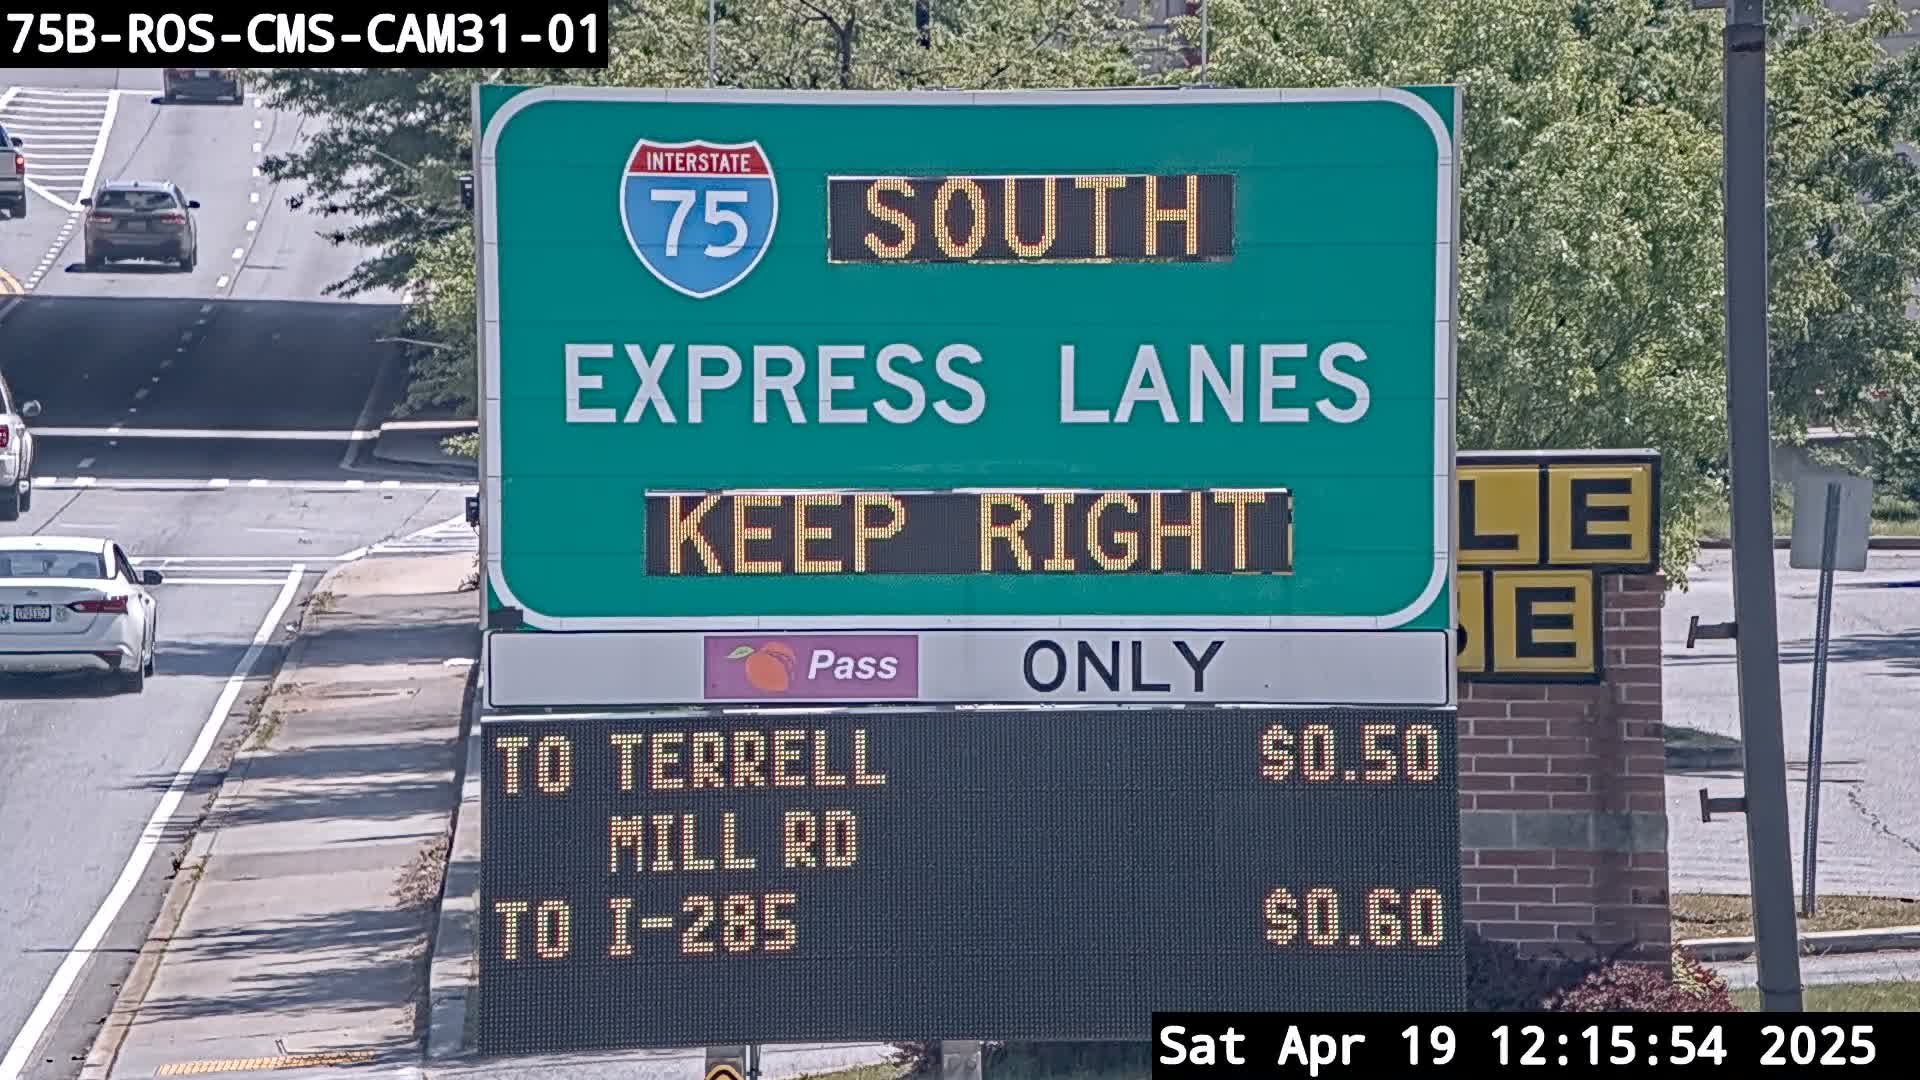 75B-ROS-CMS-CAM31-01
INTERSTATE
75
SOUTH
EXPRESS LANES
KEEP RIGHT
Pass ONLY
TO TERRELL $0.50
MILL RD
TO I-285 $0.60
LE
E
Sat Apr 19 12:15:54 2025